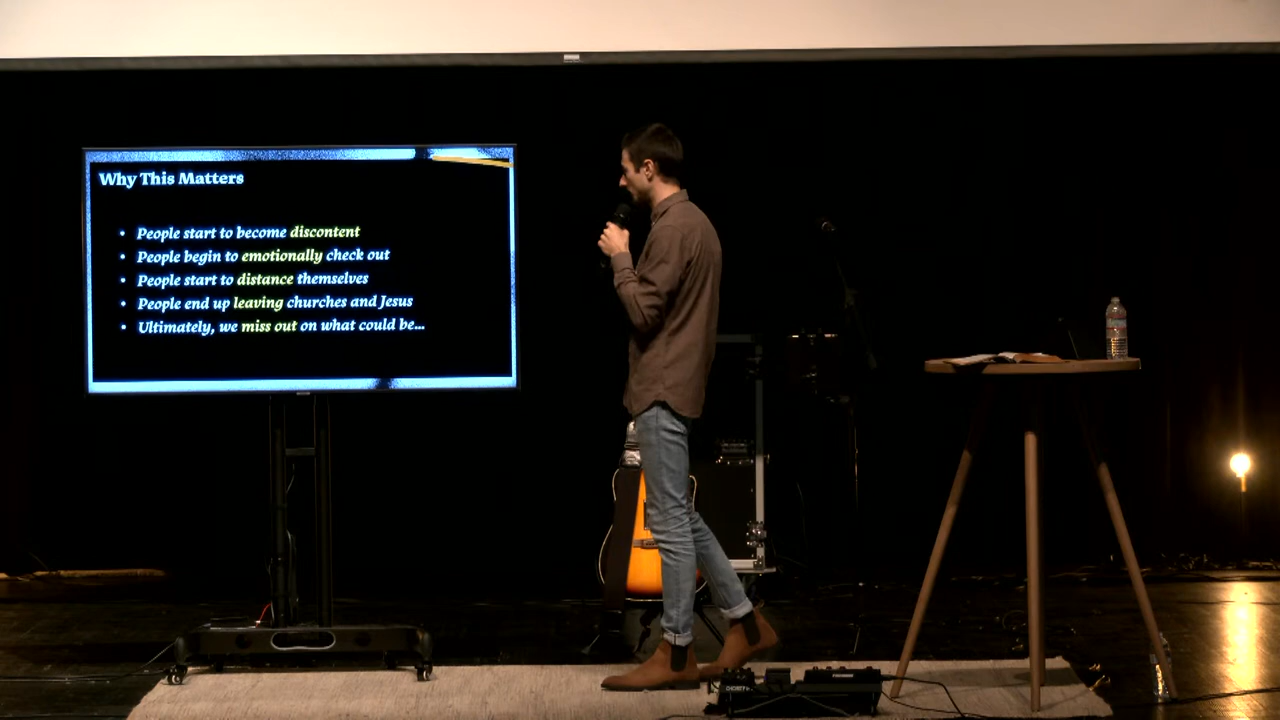 Why This Matters
• People start to become discontent
• People begin to emotionally check out
• People start to distance themselves
• People end up leaving churches and Jesus
• Ultimately, we miss out on what could be...